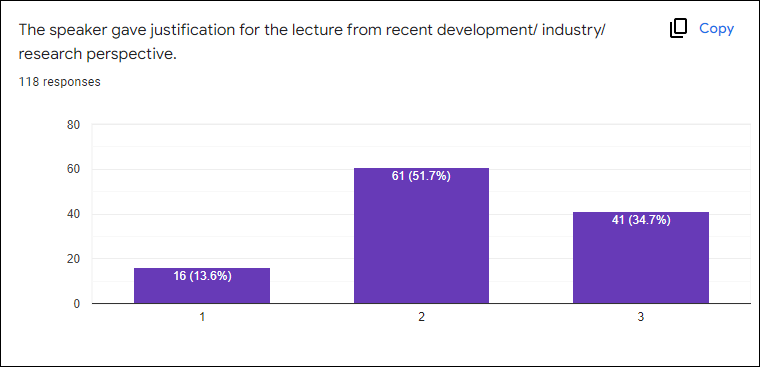 The speaker gave justification for the lecture from recent development/ industry/
research perspective.
Copy
118 responses
80
60
40
20
0
16 (13.6%)
61 (51.7%)
41 (34.7%)
1
2
3